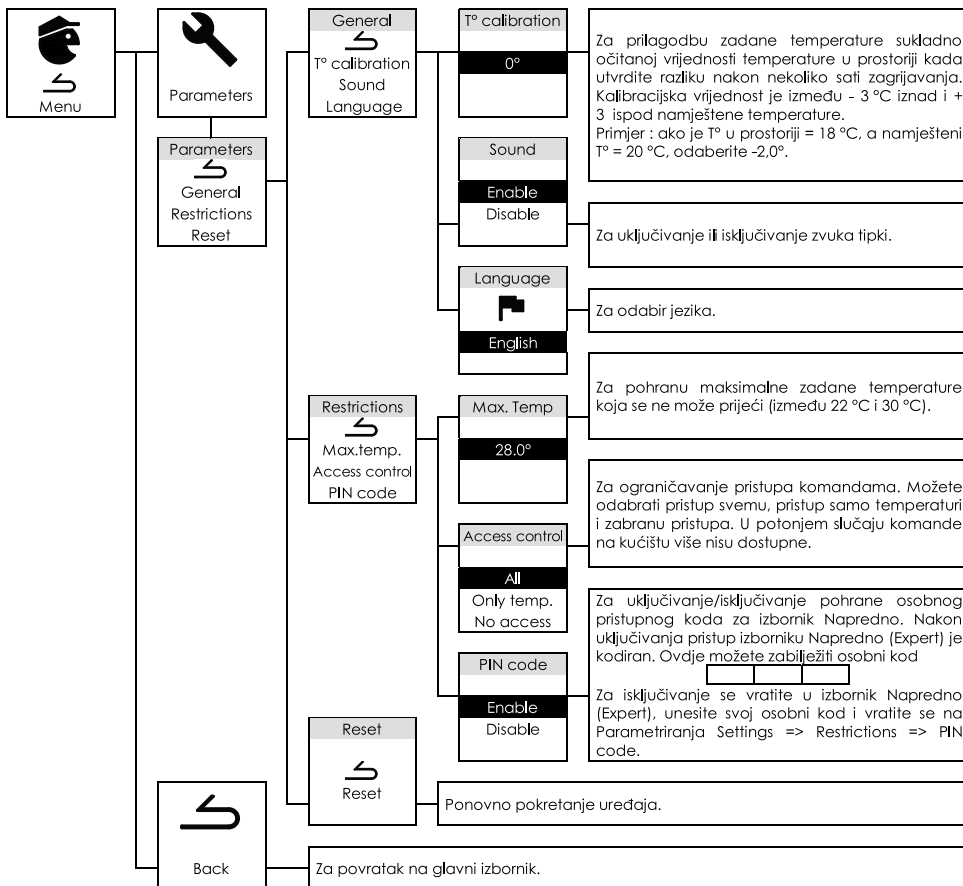 Menu
Parameters
Parameters
General
Restrictions
Reset
General
T° calibration
Sound
Language
T° calibration
0°
Za prilagodbu zadane temperature sukladno
očitanoj vrijednosti temperature u prostoriji kada
utvrdite razliku nakon nekoliko sati zagrijavanja.
Kalibracijska vrijednost je između - 3 °C iznad i +
3 ispod namještene temperature.
Primjer : ako je T° u prostoriji = 18 °C, a namješteni
T° = 20 °C, odaberite -2,0°.
Sound
Enable
Disable
Za uključivanje ili isključivanje zvuka tipki.
Language
English
Za odabir jezika.
Restrictions
Max.temp.
Access control
PIN code
Max. Temp
28.0°
Za pohranu maksimalne zadane temperature
koja se ne može prijeći (između 22 °C i 30 °C).
Access control
All
Only temp.
No access
Za ograničavanje pristupa komandama. Možete
odabrati pristup svemu, pristup samo temperaturi
i zabranu pristupa. U potonjem slučaju komande
na kućištu više nisu dostupne.
PIN code
Enable
Disable
Za uključivanje/isključivanje pohrane osobnog
pristupnog koda za izbornik Napredno. Nakon
uključivanja pristup izborniku Napredno (Expert) je
kodiran. Ovdje možete zabilježiti osobni kod
Za isključivanje se vratite u izbornik Napredno
(Expert), unesite svoj osobni kod i vratite se na
Parametriranja Settings => Restrictions => PIN
code.
Reset
Reset
Ponovno pokretanje uređaja.
Back
Za povratak na glavni izbornik.